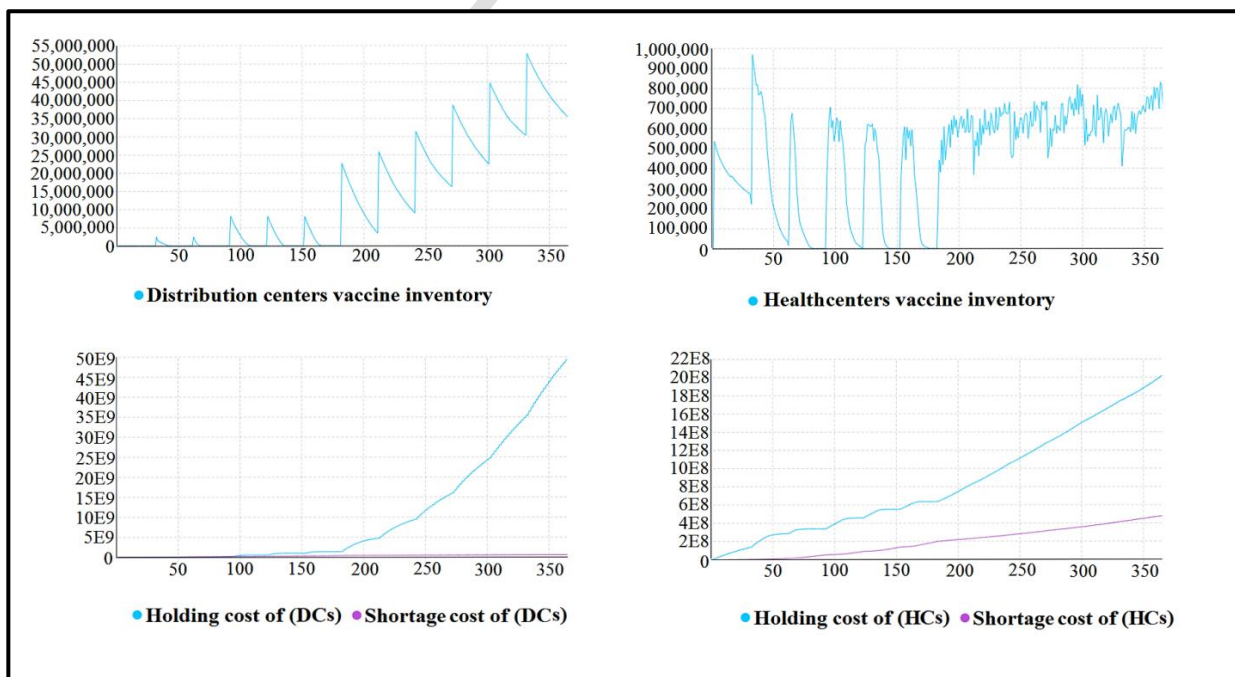 55,000,000
50,000,000
45,000,000
40,000,000
35,000,000
30,000,000
25,000,000
20,000,000
15,000,000
10,000,000
5,000,000
0
50 100 150 200 250 300 350
Distribution centers vaccine inventory
1,000,000
900,000
800,000
700,000
600,000
500,000
400,000
300,000
200,000
100,000
0
50 100 150 200 250 300 350
Healthcenters vaccine inventory
50E9
45E9
40E9
35E9
30E9
25E9
20E9
15E9
10E9
5E9
0
50 100 150 200 250 300 350
Holding cost of (DCs) Shortage cost of (DCs)
22E8
20E8
18E8
16E8
14E8
12E8
10E8
8E8
6E8
4E8
2E8
0
50 100 150 200 250 300 350
Holding cost of (HCs) Shortage cost of (HCs)